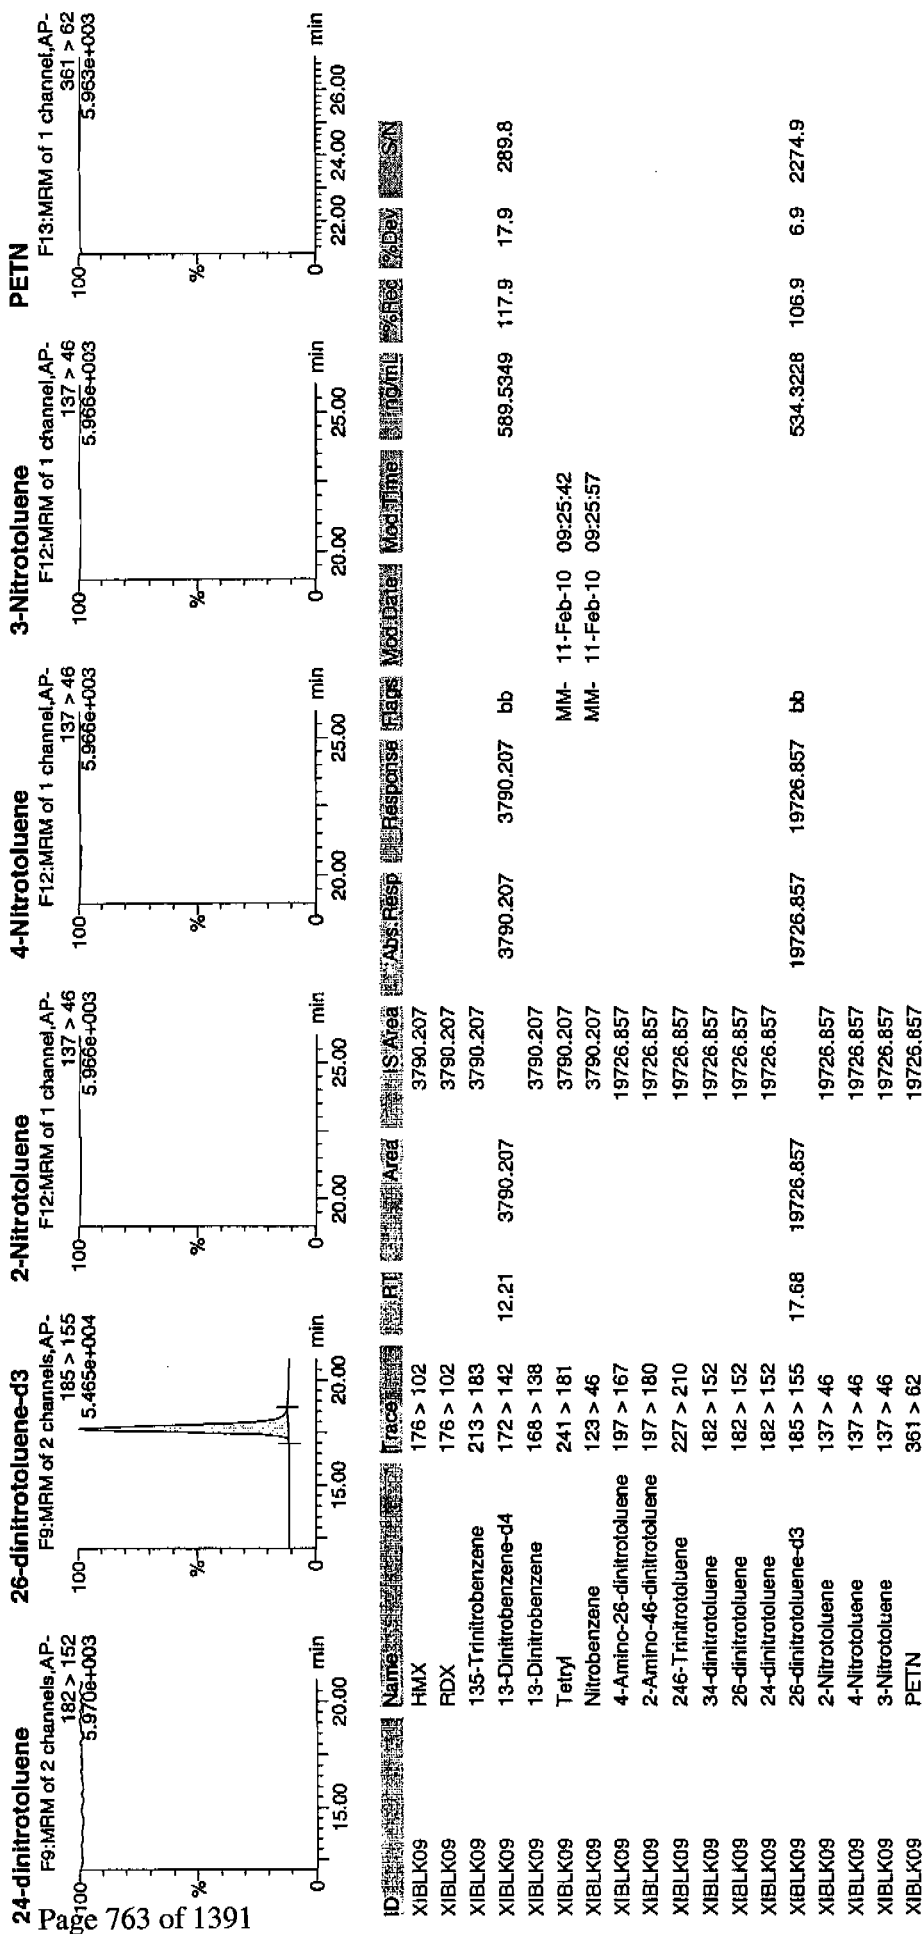 24-dinitrotoluene
F9:MRM of 2 channels,AP-
182 > 152
5.970e+003
100
%
0
15.00 20.00 min
26-dinitrotoluene-d3
F9:MRM of 2 channels,AP-
185 > 155
5.465e+004
100
%
0
15.00 20.00 min
2-Nitrotoluene
F12:MRM of 1 channel,AP-
137 > 46
5.966e+003
100
%
0
20.00 25.00 min
4-Nitrotoluene
F12:MRM of 1 channel,AP-
137 > 46
5.966e+003
100
%
0
20.00 25.00 min
3-Nitrotoluene
F12:MRM of 1 channel,AP-
137 > 46
5.966e+003
100
%
0
20.00 25.00 min
PETN
F13:MRM of 1 channel,AP-
361 > 62
5.963e+003
100
%
0
22.00 24.00 26.00 min
ID Name Trace RT Area IS Area Abs.Resp Response Flags Mod.Date Mod.Time ng/mL %Rec %Dev S/N
XIBLK09 HMX 176 > 102 3790.207
XIBLK09 RDX 176 > 102 3790.207
XIBLK09 135-Trinitrobenzene 213 > 183 3790.207
XIBLK09 13-Dinitrobenzene-d4 172 > 142 12.21 3790.207 3790.207 3790.207 bb 589.5349 117.9 17.9 289.8
XIBLK09 13-Dinitrobenzene 168 > 138 3790.207
XIBLK09 Tetryl 241 > 181 3790.207 MM- 11-Feb-10 09:25:42
XIBLK09 Nitrobenzene 123 > 46 3790.207 MM- 11-Feb-10 09:25:57
XIBLK09 4-Amino-26-dinitrotoluene 197 > 167 19726.857
XIBLK09 2-Amino-46-dinitrotoluene 197 > 180 19726.857
XIBLK09 246-Trinitrotoluene 227 > 210 19726.857
XIBLK09 34-dinitrotoluene 182 > 152 19726.857
XIBLK09 26-dinitrotoluene 182 > 152 19726.857
XIBLK09 24-dinitrotoluene 182 > 152 19726.857
XIBLK09 26-dinitrotoluene-d3 185 > 155 17.68 19726.857 19726.857 19726.857 bb 534.3228 106.9 6.9 2274.9
XIBLK09 2-Nitrotoluene 137 > 46 19726.857
XIBLK09 4-Nitrotoluene 137 > 46 19726.857
XIBLK09 3-Nitrotoluene 137 > 46 19726.857
XIBLK09 PETN 361 > 62 19726.857
Page 763 of 1391